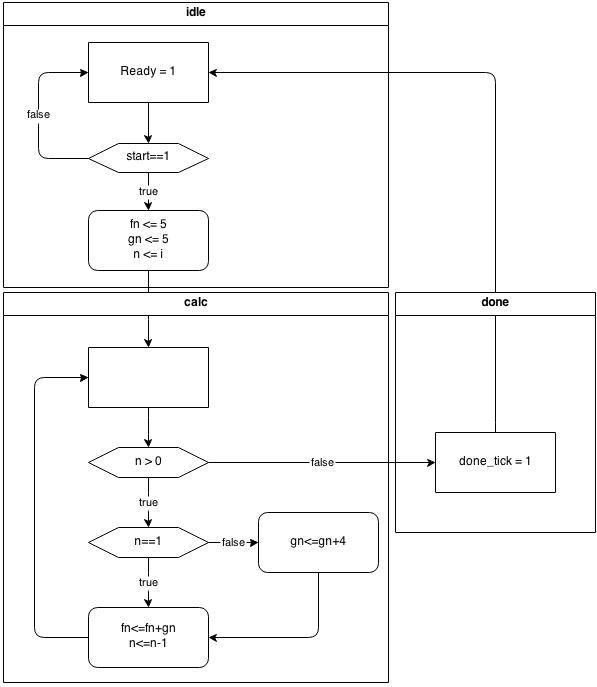 idle
Ready = 1
false
start==1
true
fn <= 5
gn <= 5
n <= i
calc
done
n > 0
false
done_tick = 1
true
n==1
false
gn<=gn+4
true
fn<=fn+gn
n<=n-1